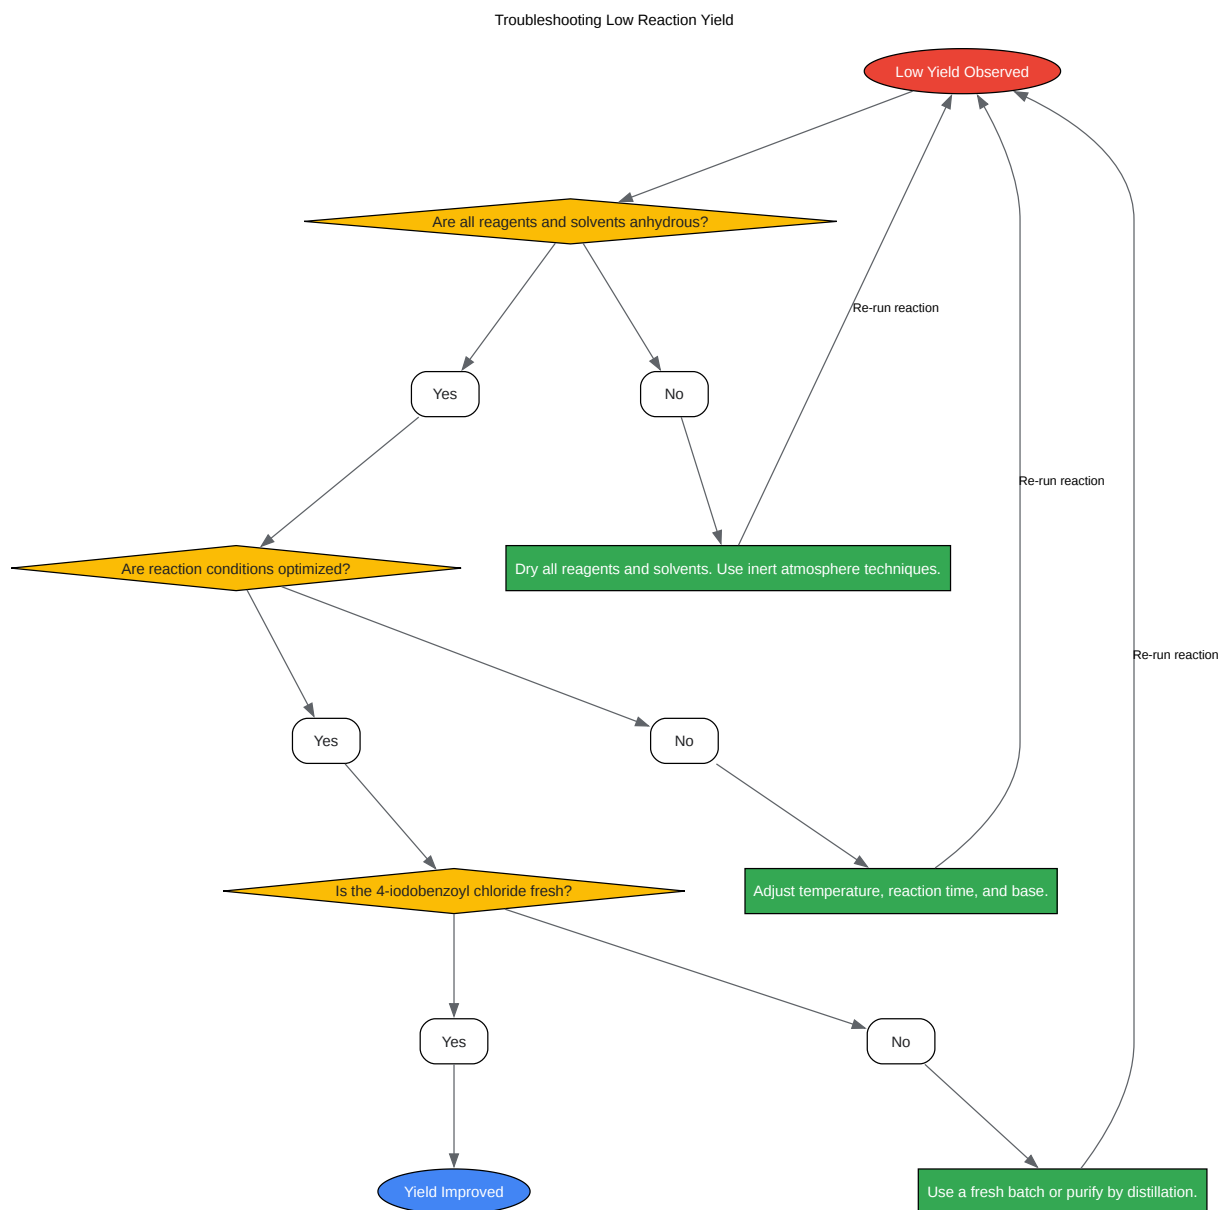 Troubleshooting Low Reaction Yield
Low Yield Observed
Are all reagents and solvents anhydrous?
Re-run reaction
Yes
No
Re-run reaction
Are reaction conditions optimized?
Dry all reagents and solvents. Use inert atmosphere techniques.
Re-run reaction
Yes
No
Is the 4-iodobenzoyl chloride fresh?
Adjust temperature, reaction time, and base.
Yes
No
Yield Improved
Use a fresh batch or purify by distillation.